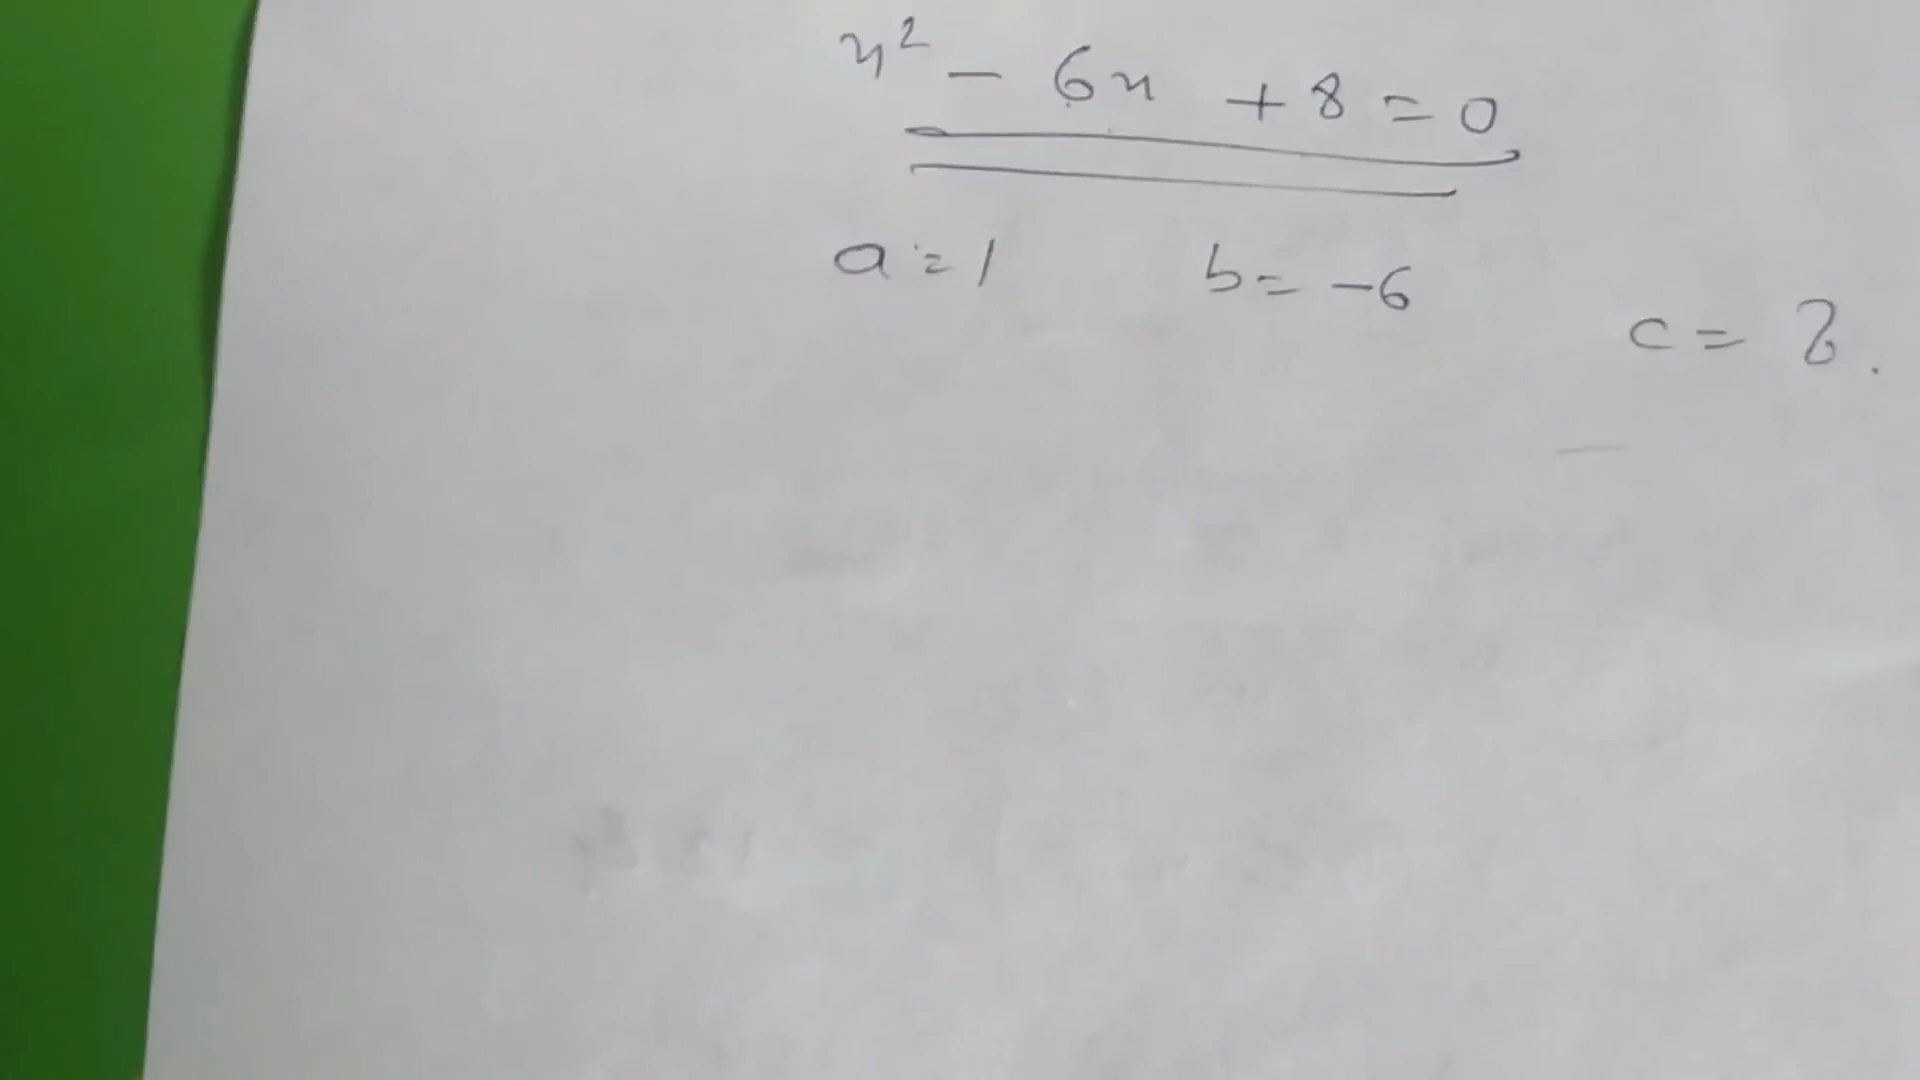 x² - 6x + 8 = 0
a = 1 b = -6 c = 8.